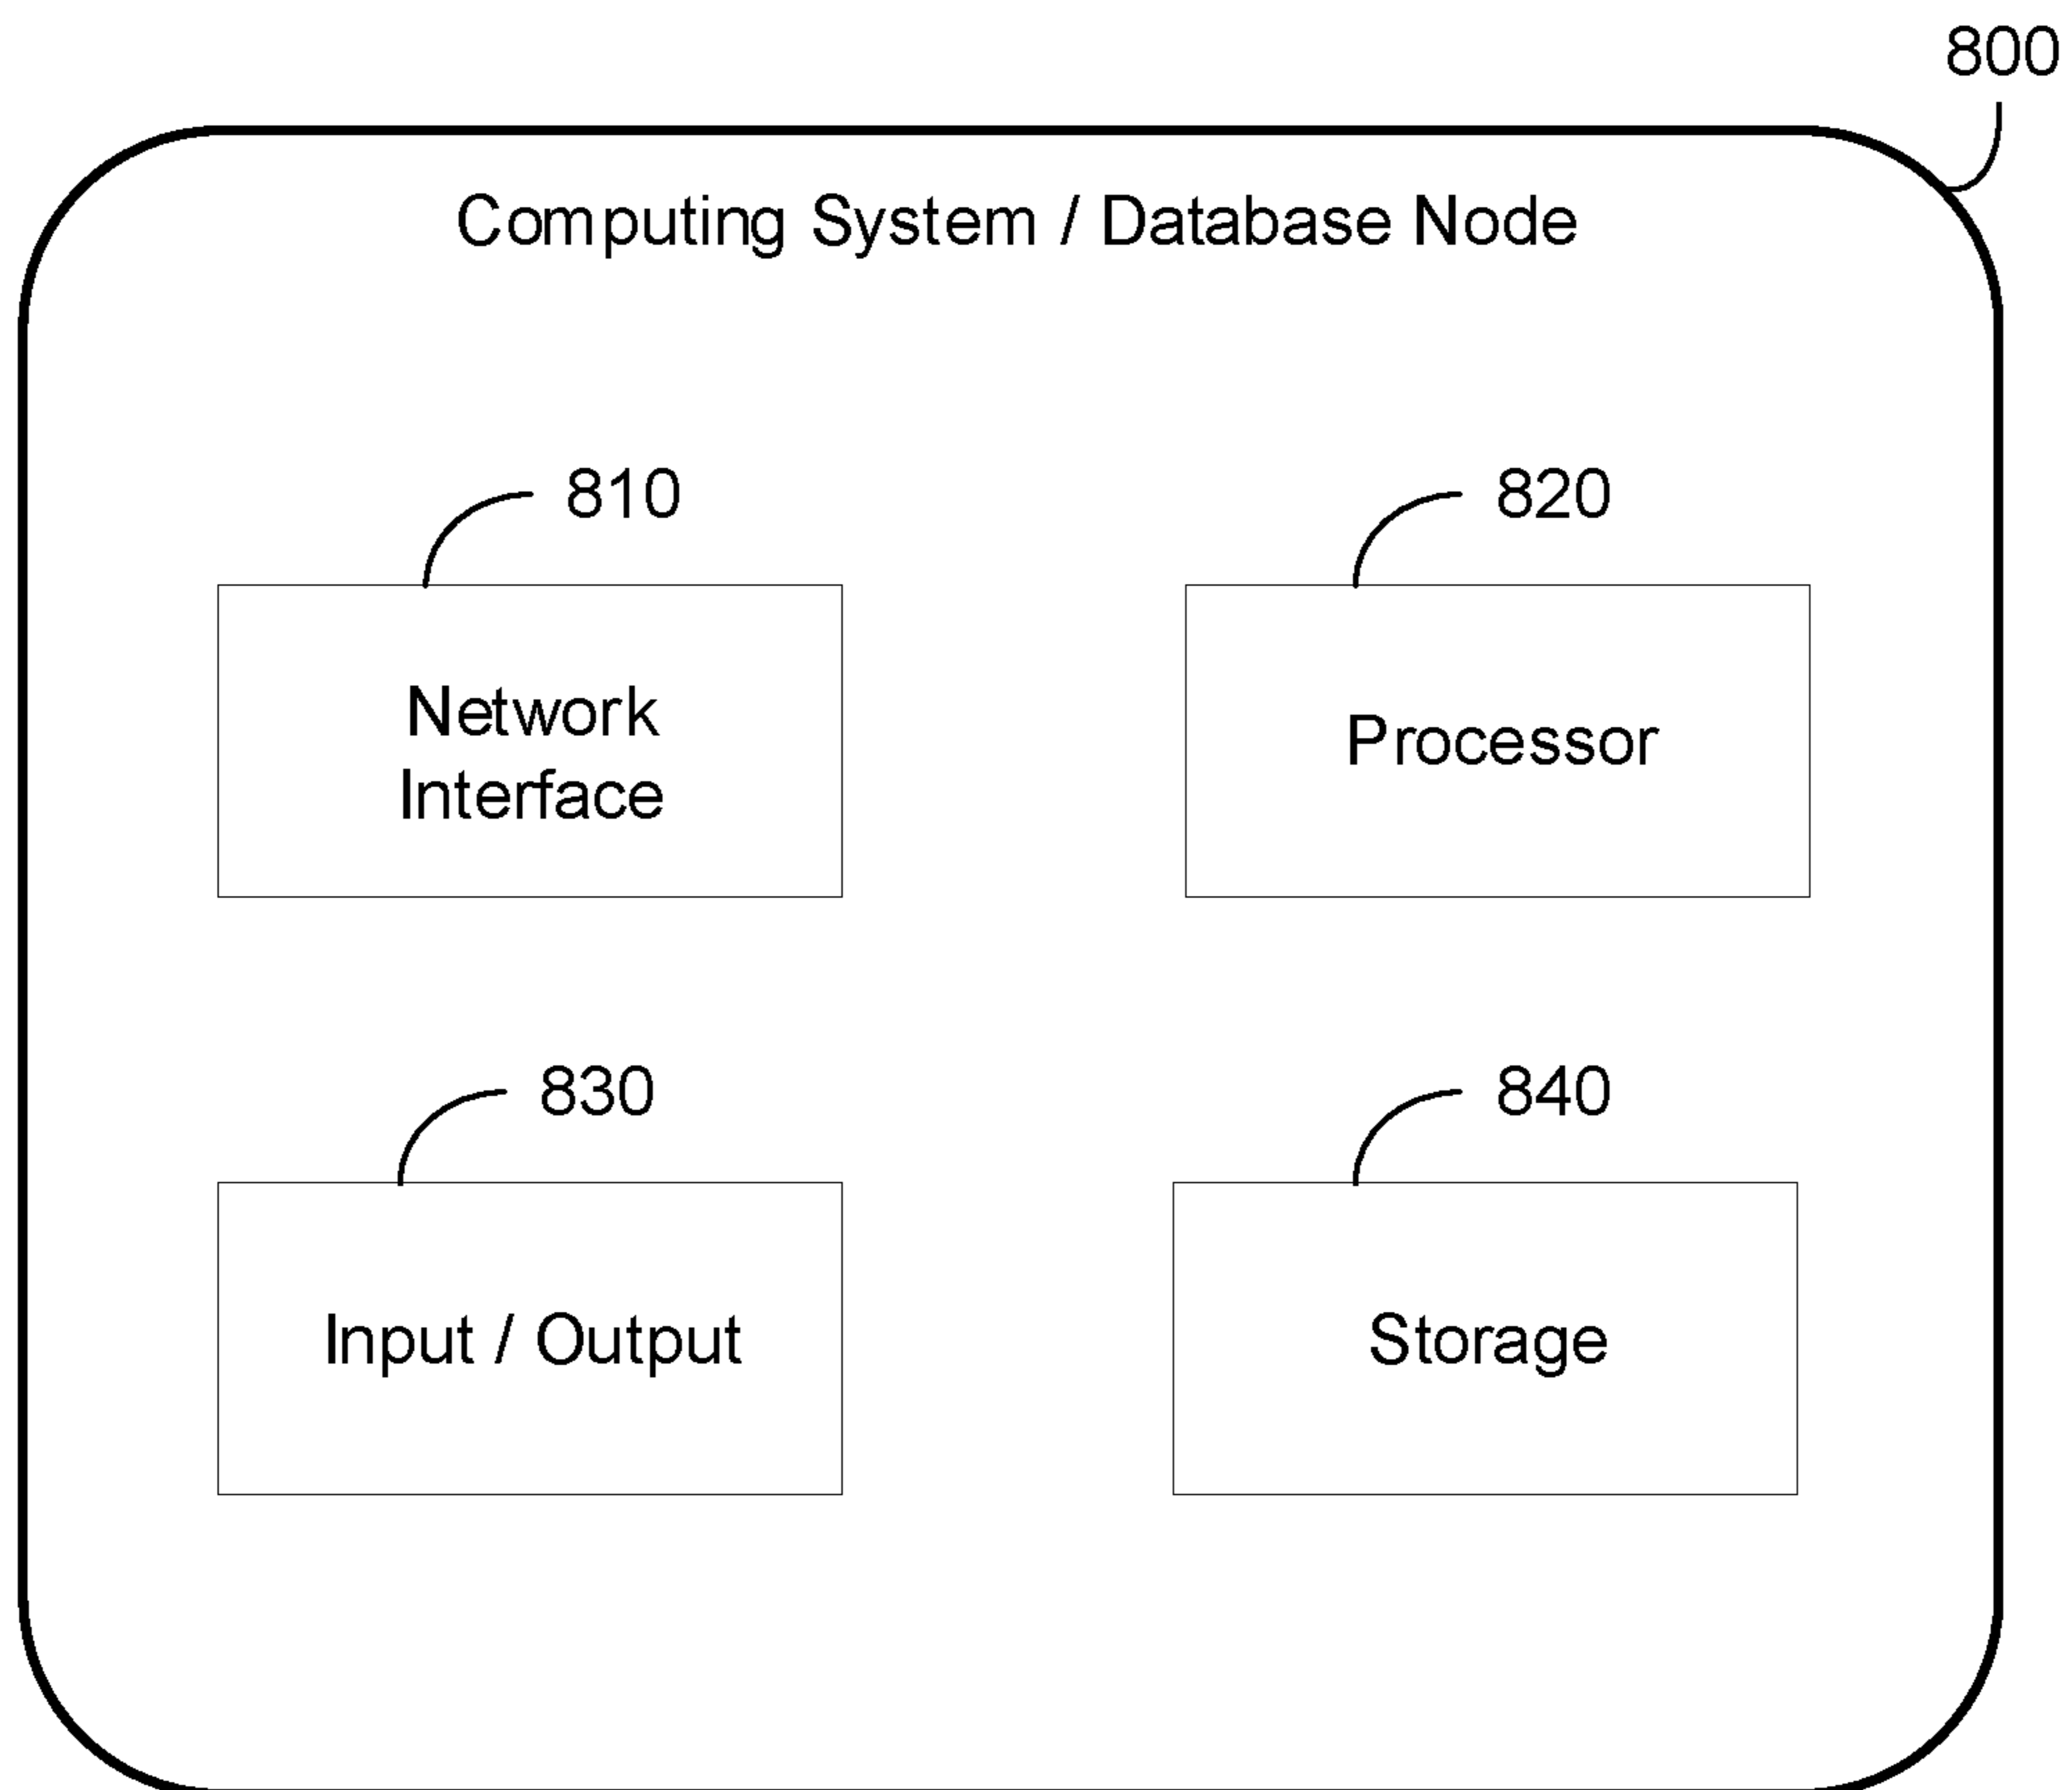 800
Computing System / Database Node
810
820
Network
Interface
Processor
830
840
Input / Output
Storage